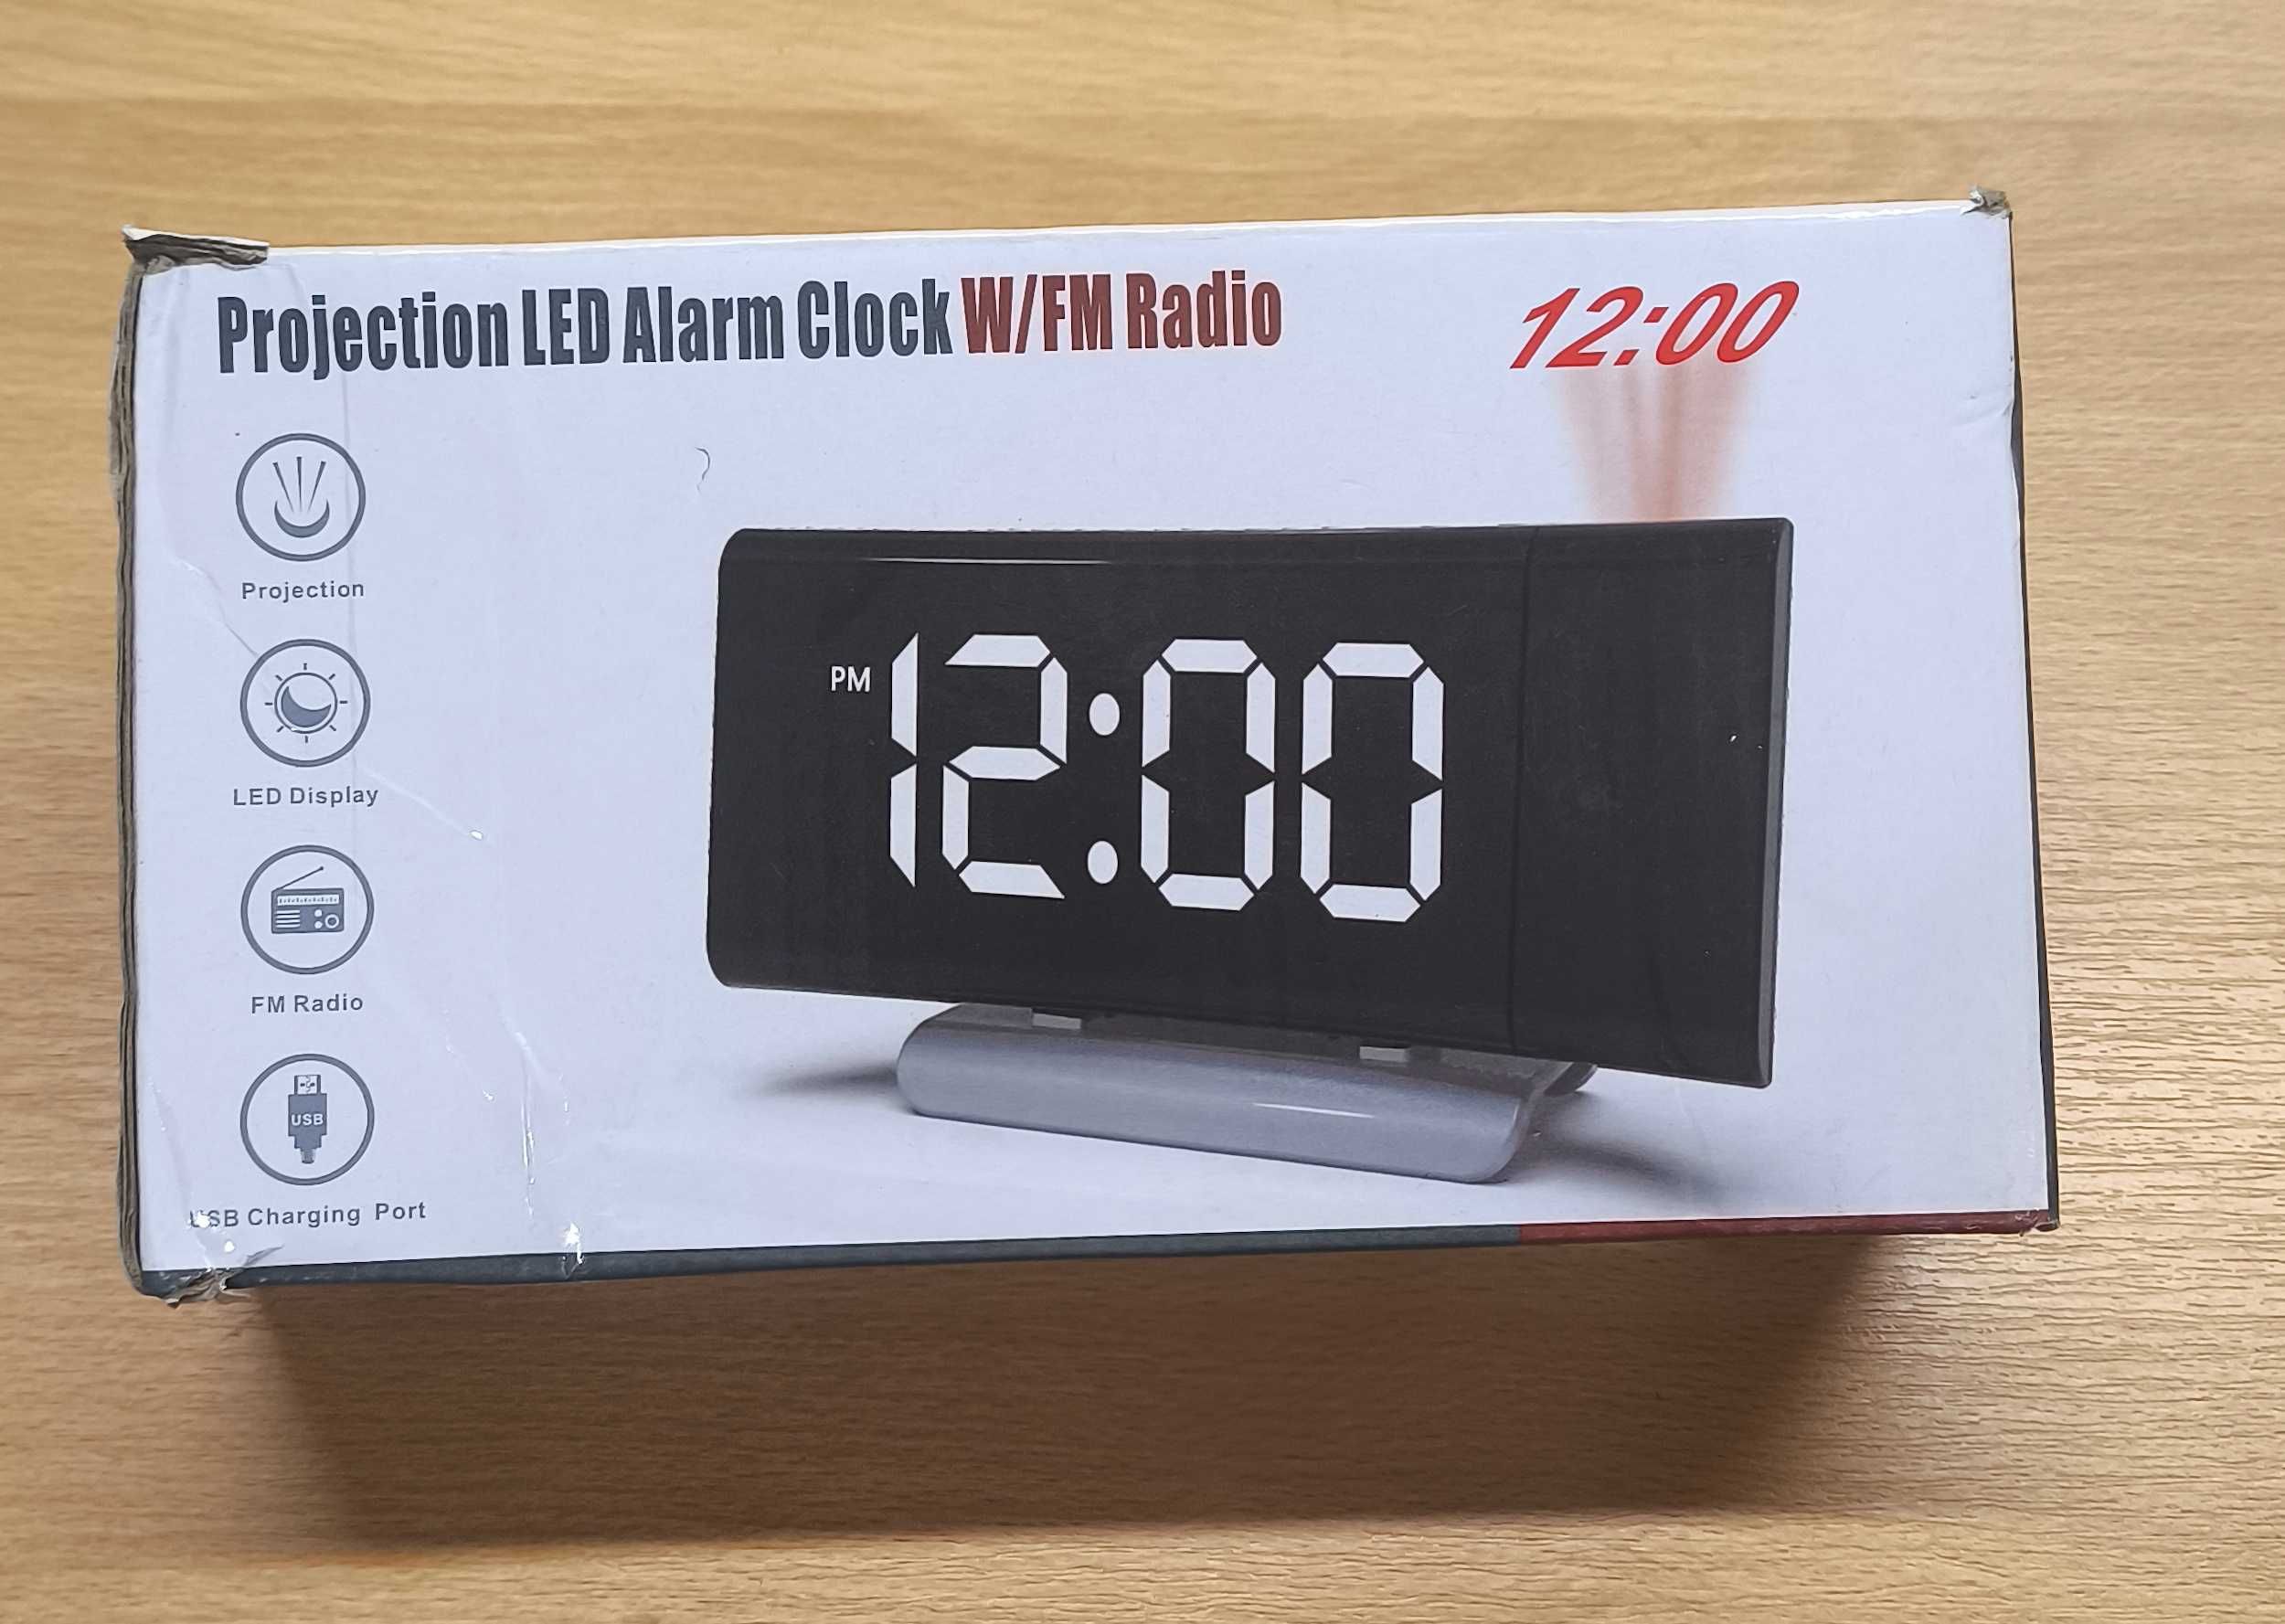 Projection LED Alarm Clock W/FM Radio
12:00
Projection
PM 12:00
LED Display
FM Radio
USB
USB Charging Port